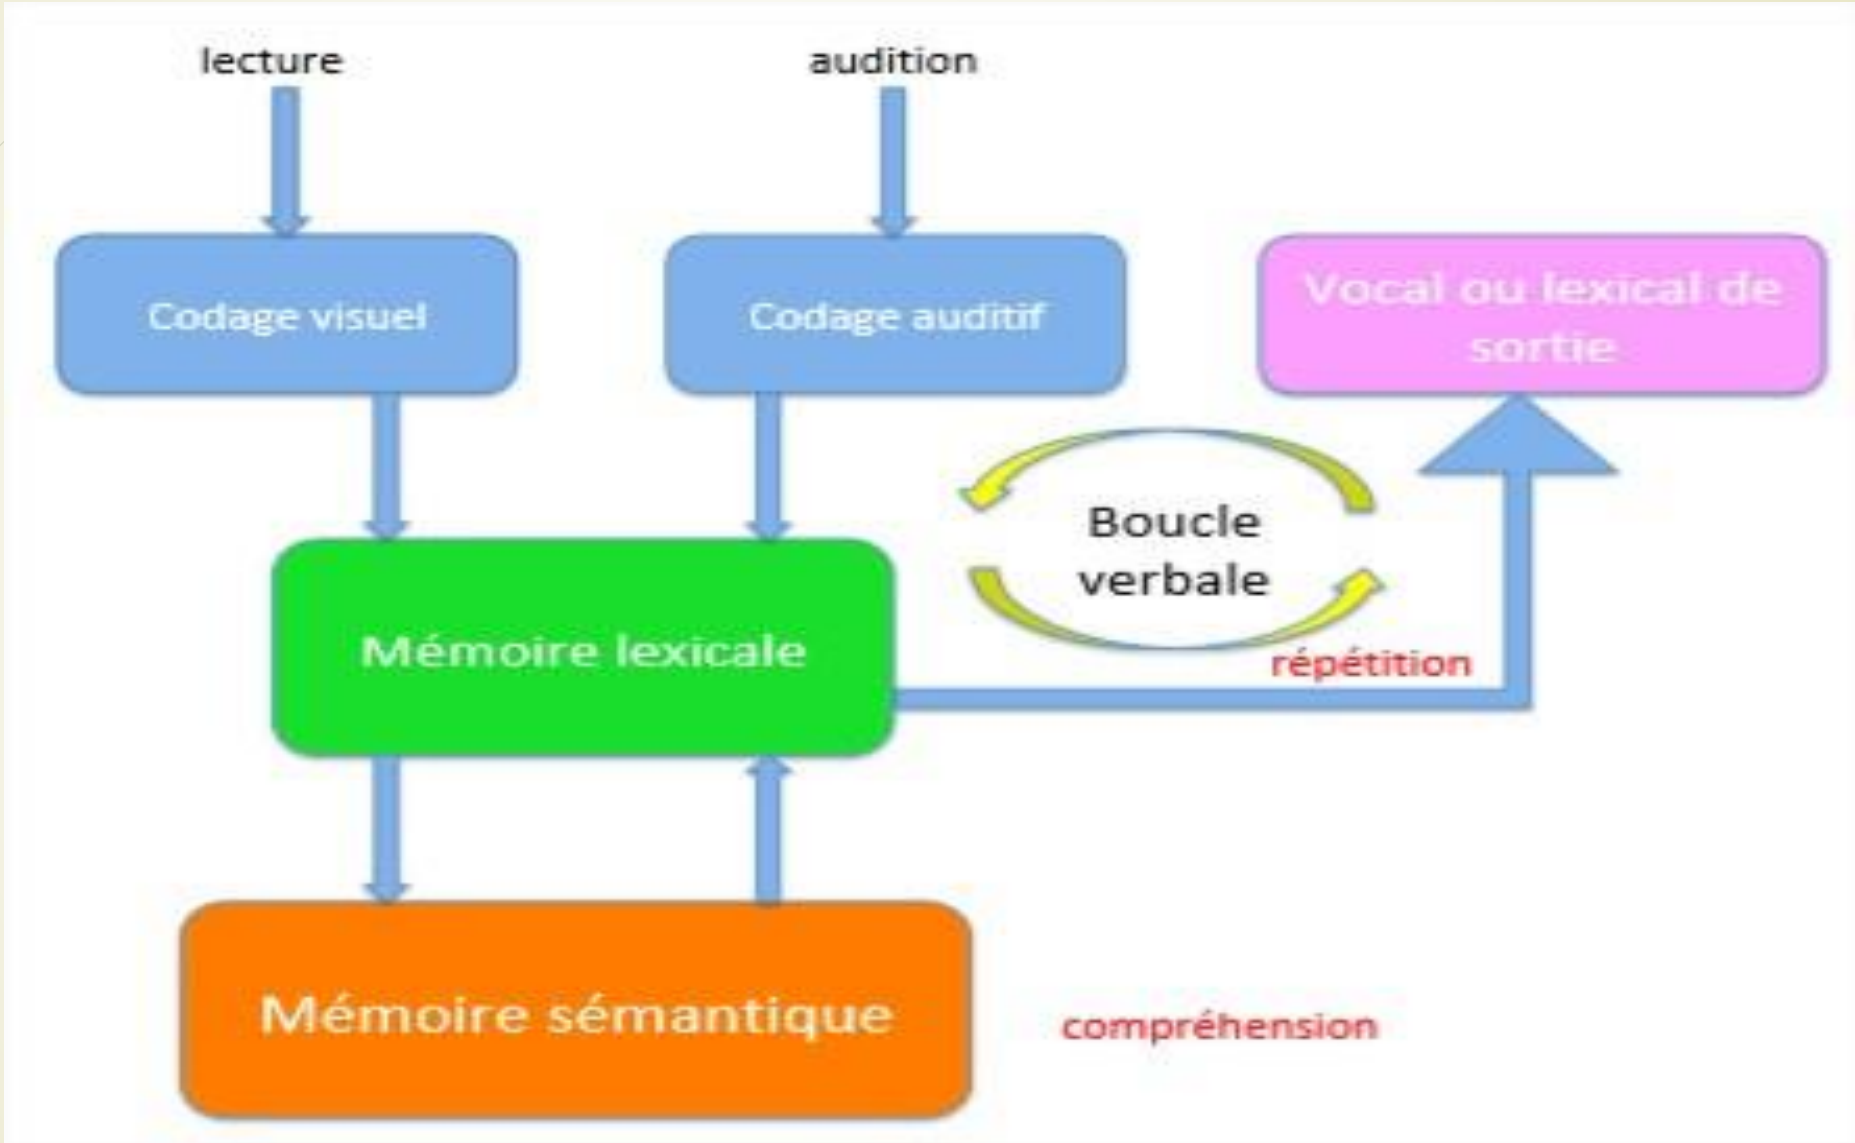 lecture
audition
Codage visuel
Codage auditif
Vocal ou lexical de
sortie
Boucle
verbale
répétition
Mémoire lexicale
Mémoire sémantique
compréhension